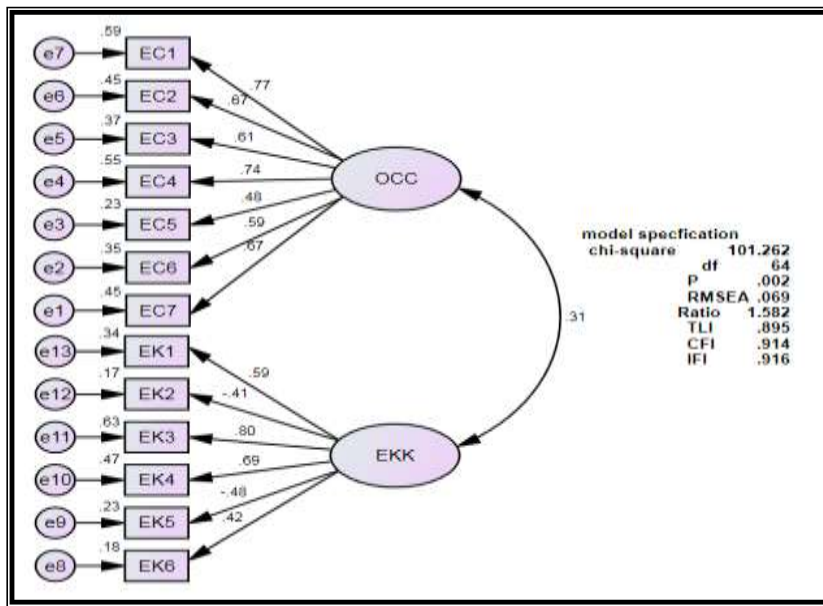 .59
e7 EC1
.77
.45
e6 EC2
.67
.37
e5 EC3
.61
.55
e4 EC4
.74
OCC
.23
e3 EC5
.48
.35
e2 EC6
.59
.45
e1 EC7
.67
.34
e13 EK1
.59
.17
e12 EK2
-.41
.63
e11 EK3
.80
EKK
.47
e10 EK4
.69
.23
e9 EK5
-.48
.18
e8 EK6
.42
.31
model specfication
chi-square 101.262
df 64
P .002
RMSEA .069
Ratio 1.582
TLI .895
CFI .914
IFI .916